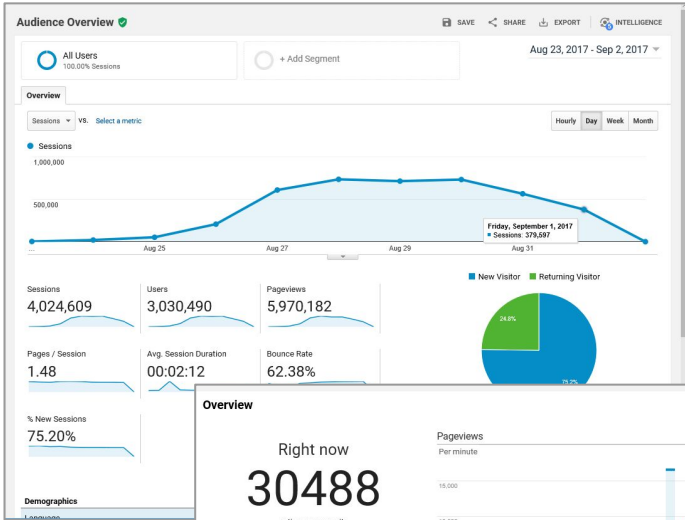 Audience Overview
SAVE
SHARE
EXPORT
INTELLIGENCE
All Users
100.00% Sessions
+ Add Segment
Aug 23, 2017 - Sep 2, 2017
Overview
Sessions
VS.
Select a metric
Hourly
Day
Week
Month
Sessions
1,000,000
500,000
Friday, September 1, 2017
Sessions: 379,597
...
Aug 25
Aug 27
Aug 29
Aug 31
New Visitor
Returning Visitor
Sessions
Users
Pageviews
4,024,609
3,030,490
5,970,182
24.8%
75.2%
Pages / Session
Avg. Session Duration
Bounce Rate
1.48
00:02:12
62.38%
% New Sessions
75.20%
Demographics
Language
Overview
Right now
30488
Pageviews
Per minute
15,000